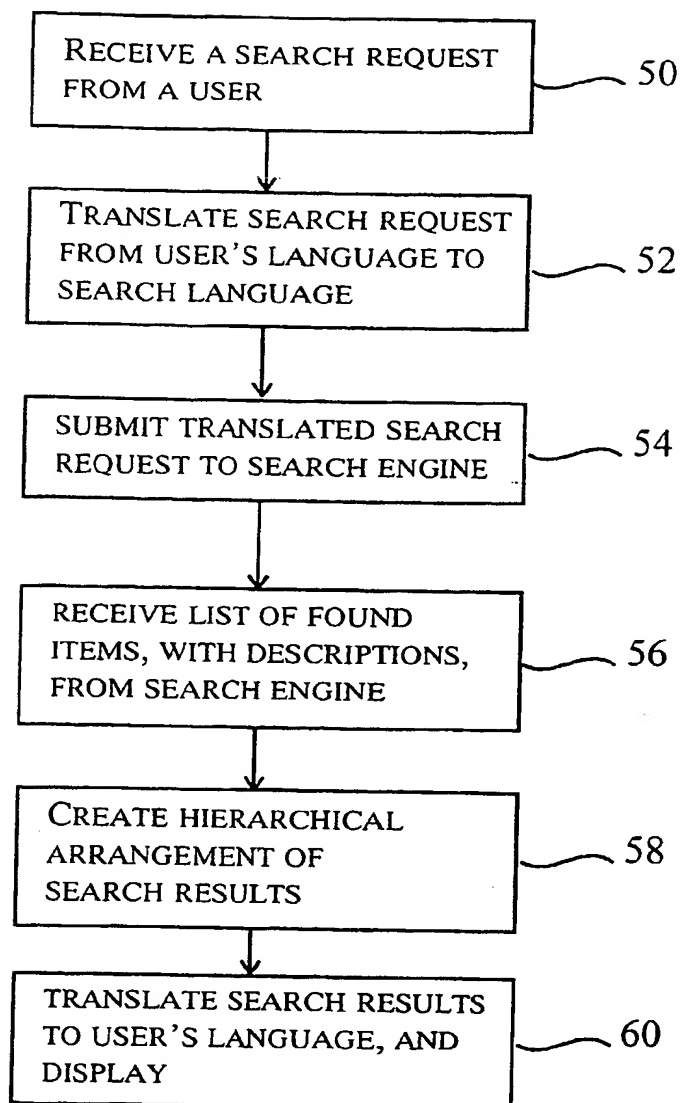 RECEIVE A SEARCH REQUEST
FROM A USER
50
TRANSLATE SEARCH REQUEST
FROM USER'S LANGUAGE TO
SEARCH LANGUAGE
52
SUBMIT TRANSLATED SEARCH
REQUEST TO SEARCH ENGINE
54
RECEIVE LIST OF FOUND
ITEMS, WITH DESCRIPTIONS,
FROM SEARCH ENGINE
56
CREATE HIERARCHICAL
ARRANGEMENT OF
SEARCH RESULTS
58
TRANSLATE SEARCH RESULTS
TO USER'S LANGUAGE, AND
DISPLAY
60